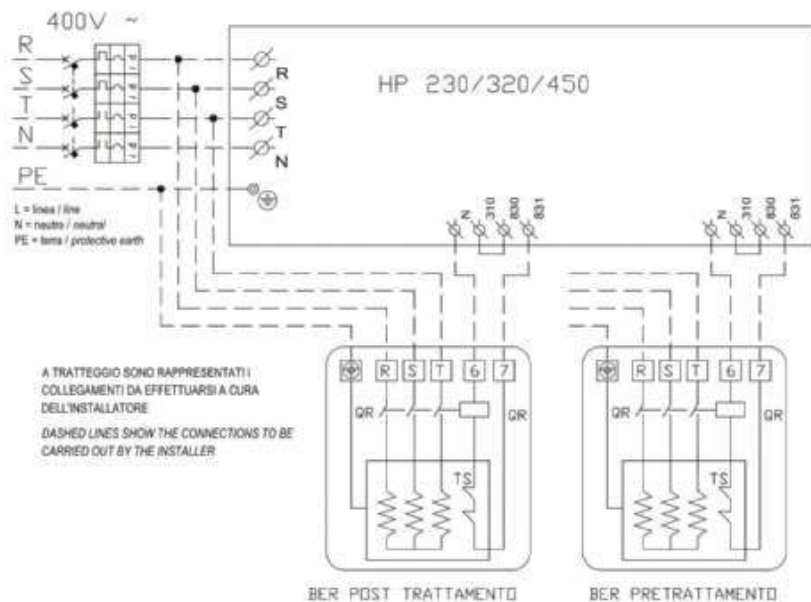 400V ~
R
S
T
N
PE
R
S
T
N
HP 230/320/450
L = linea / line
N = neutro / neutral
PE = terra / protective earth
N 310 830 831
N 310 830 831
A TRATTEGGIO SONO RAPPRESENTATI I
COLLEGAMENTI DA EFFETTUARSI A CURA
DELL'INSTALLATORE
DASHED LINES SHOW THE CONNECTIONS TO BE
CARRIED OUT BY THE INSTALLER
R S T 6 7
R S T 6 7
QR QR
QR QR
TS
TS
BER POST TRATTAMENTO
BER PRETRATTAMENTO